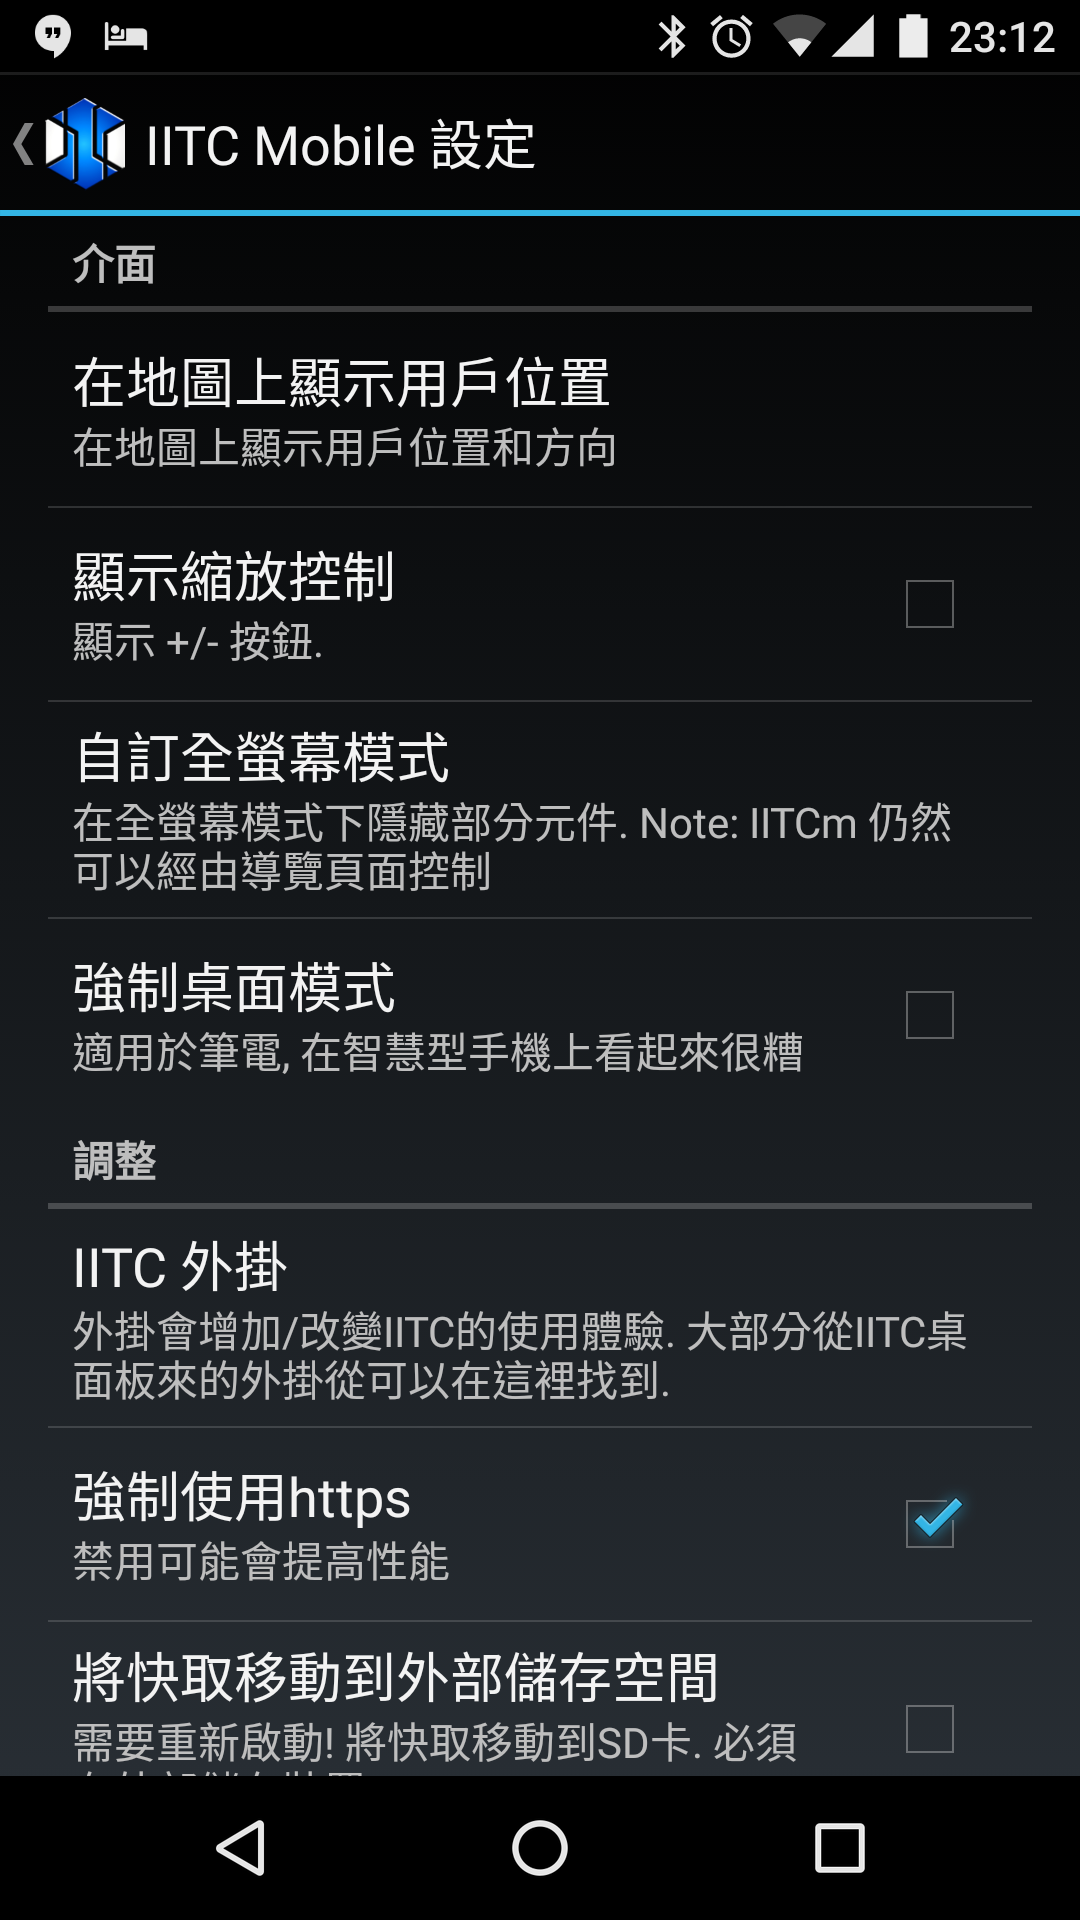 23:12
IITC Mobile 設定
介面
在地圖上顯示用戶位置
在地圖上顯示用戶位置和方向
顯示縮放控制
顯示 +/- 按鈕.
自訂全螢幕模式
在全螢幕模式下隱藏部分元件. Note: IITCm 仍然
可以經由導覽頁面控制
強制桌面模式
適用於筆電, 在智慧型手機上看起來很糟
調整
IITC 外掛
外掛會增加/改變IITC的使用體驗. 大部分從IITC桌
面板來的外掛從可以在這裡找到.
強制使用https
禁用可能會提高性能
將快取移動到外部儲存空間
需要重新啟動! 將快取移動到SD卡. 必須